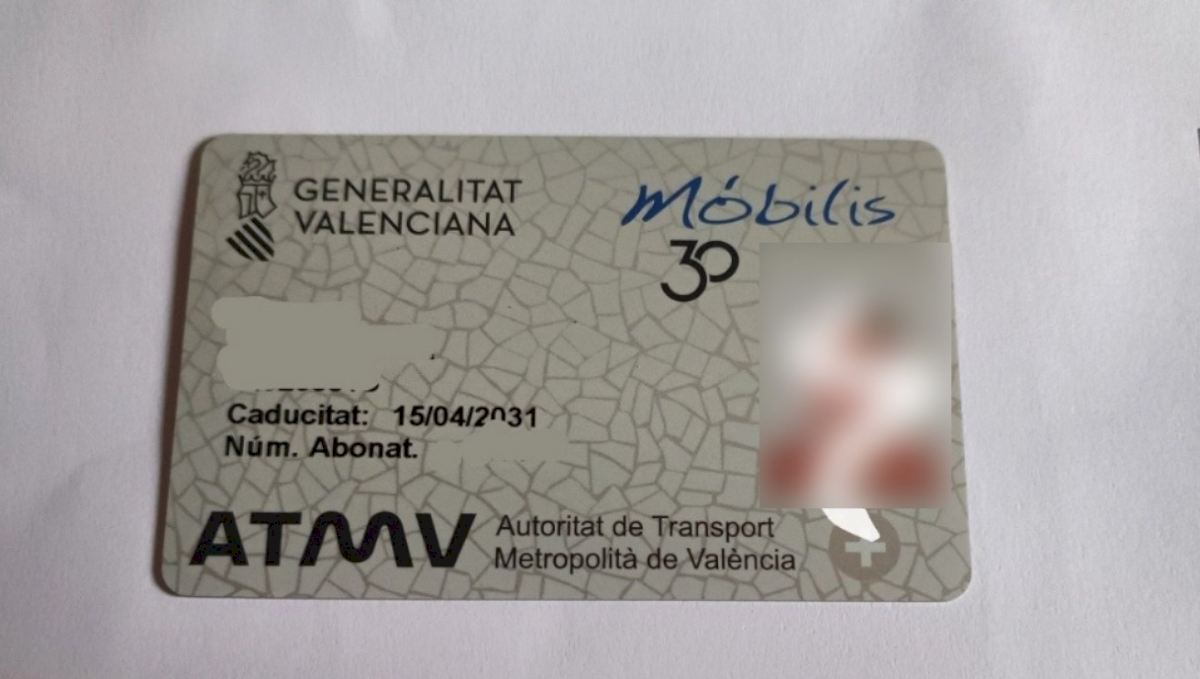 GENERALITAT
VALENCIANA
Móbilis
30
Caducitat: 15/04/2031
Núm. Abonat.
ATMV
Autoritat de Transport
Metropolità de València